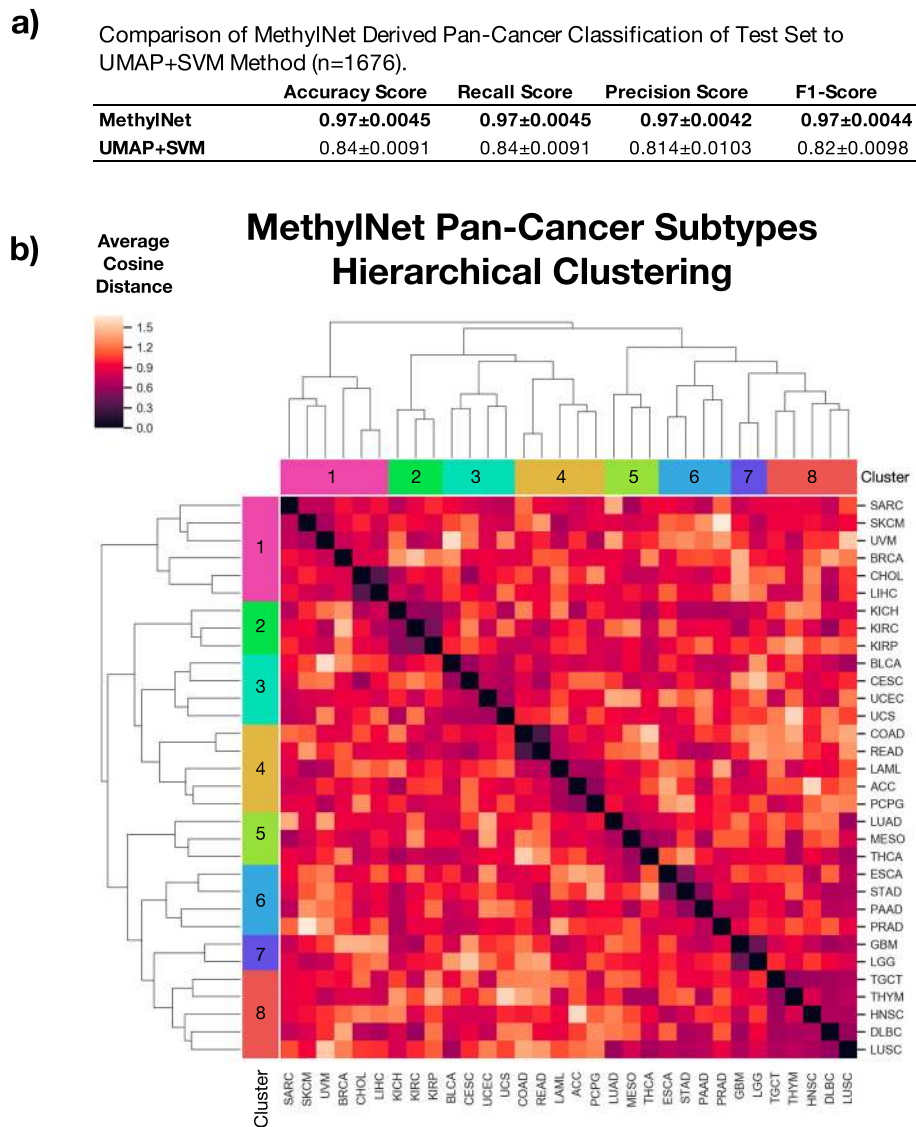 a)
Comparison of MethylNet Derived Pan-Cancer Classification of Test Set to
UMAP+SVM Method (n=1676).
Accuracy Score Recall Score Precision Score F1-Score
MethylNet 0.97±0.0045 0.97±0.0045 0.97±0.0042 0.97±0.0044
UMAP+SVM 0.84±0.0091 0.84±0.0091 0.814±0.0103 0.82±0.0098
b)
MethylNet Pan-Cancer Subtypes
Hierarchical Clustering
Average
Cosine
Distance
1.5
1.2
0.9
0.6
0.3
0.0
1 2 3 4 5 6 7 8 Cluster
1
2
3
4
5
6
7
8
SARC
SKCM
UVM
BRCA
CHOL
LIHC
KICH
KIRC
KIRP
BLCA
CESC
UCEC
UCS
COAD
READ
LAML
ACC
PCPG
LUAD
MESO
THCA
ESCA
STAD
PAAD
PRAD
GBM
LGG
TGCT
THYM
HNSC
DLBC
LUSC
Cluster
SARC SKCM UVM BRCA CHOL LIHC KICH KIRC KIRP BLCA CESC UCEC UCS COAD READ LAML ACC PCPG LUAD MESO THCA ESCA STAD PAAD PRAD GBM LGG TGCT THYM HNSC DLBC LUSC